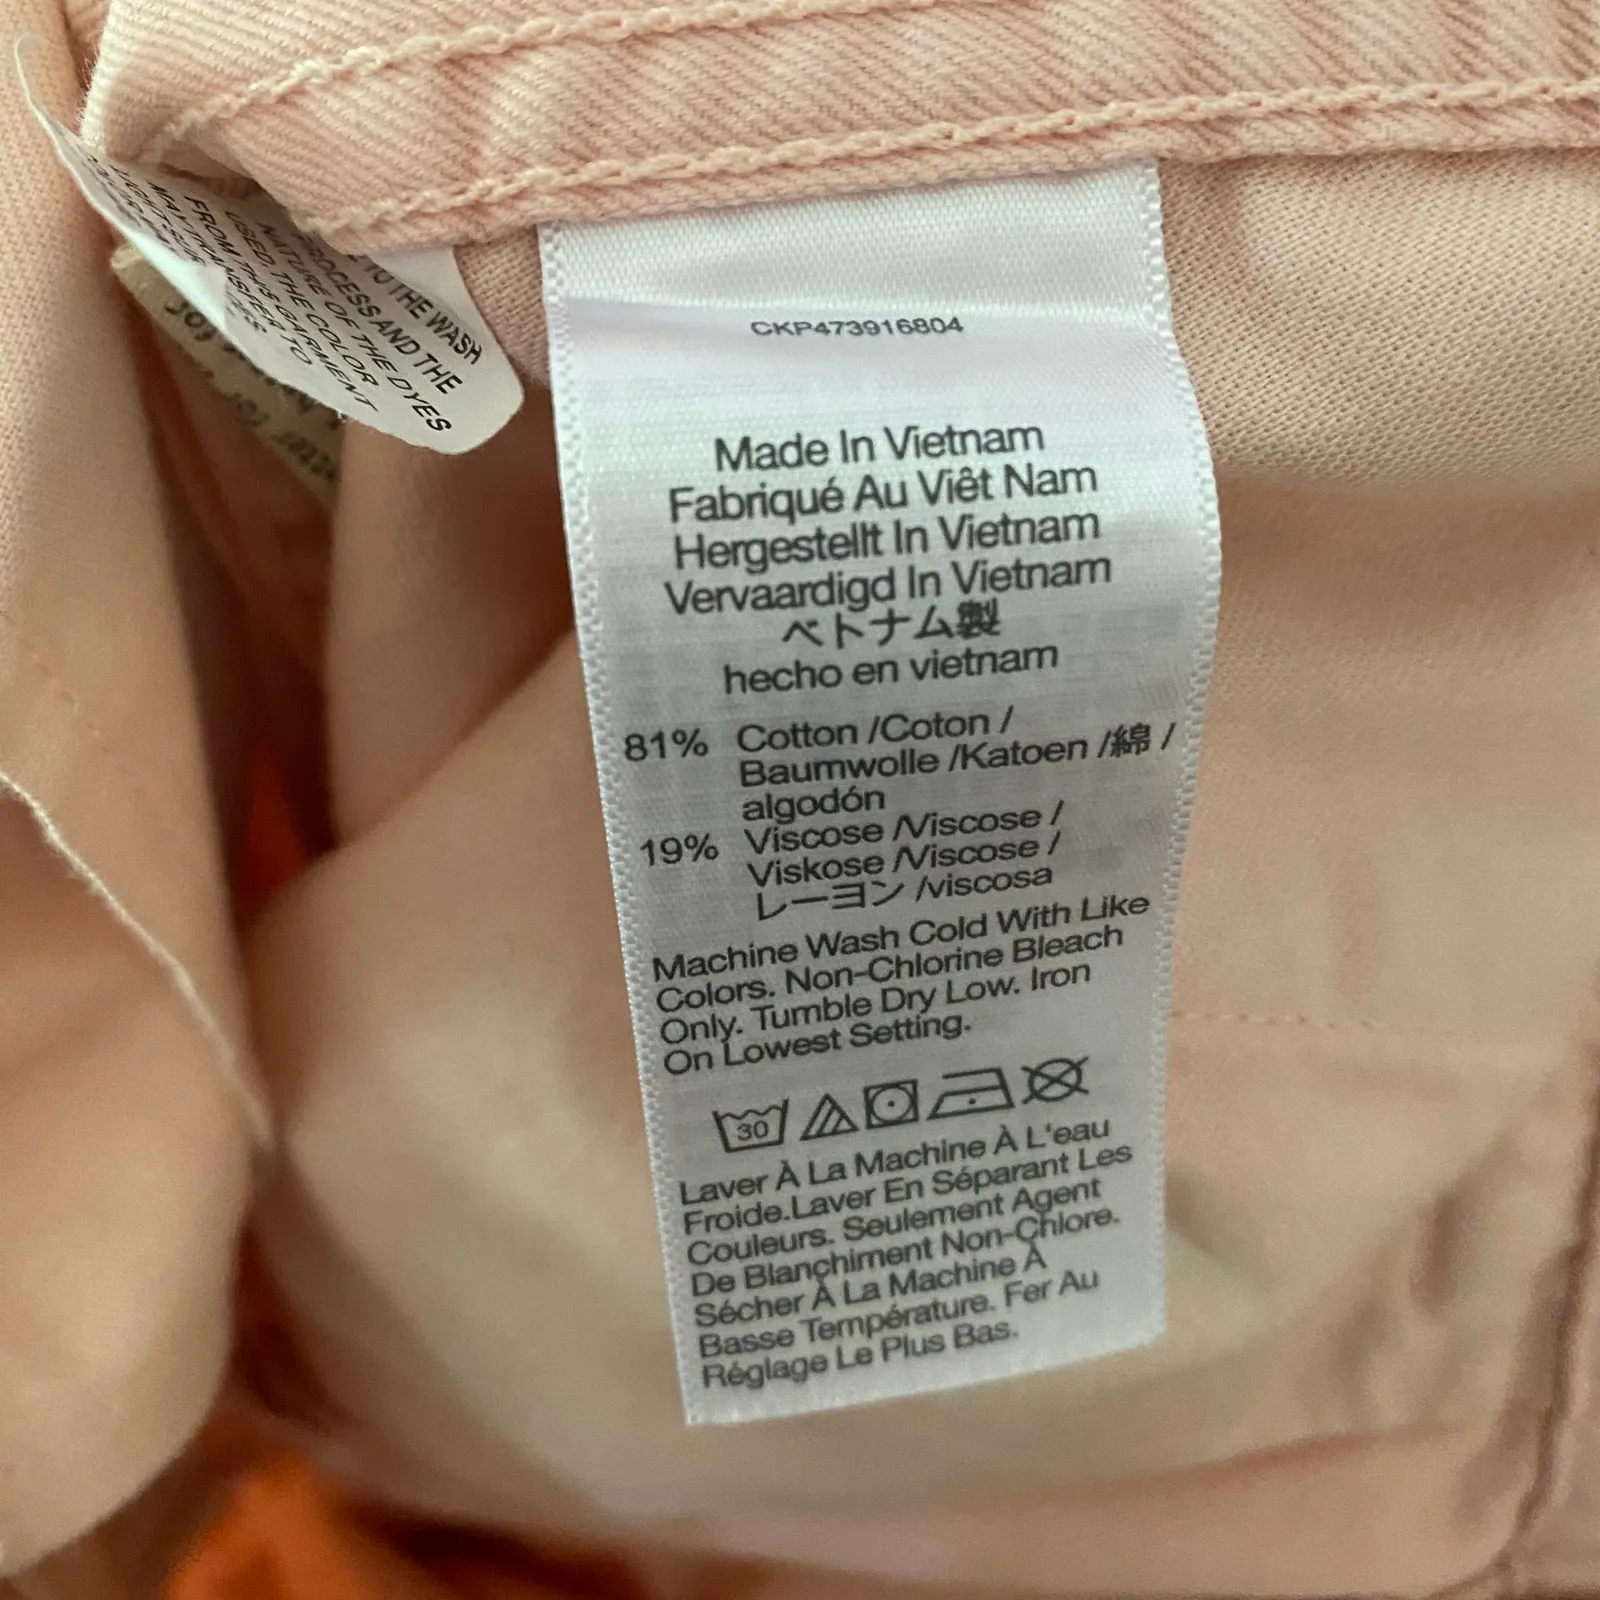 CKP473916804
Made In Vietnam
Fabriqué Au Viêt Nam
Hergestellt In Vietnam
Vervaardigd In Vietnam
ベトナム製
hecho en vietnam
81% Cotton /Coton /
Baumwolle /Katoen /綿 /
algodón
19% Viscose /Viscose /
Viskose /Viscose /
レーヨン /viscosa
Machine Wash Cold With Like
Colors. Non-Chlorine Bleach
Only. Tumble Dry Low. Iron
On Lowest Setting.
30
Laver À La Machine À L'eau
Froide.Laver En Séparant Les
Couleurs. Seulement Agent
De Blançhiment Non-Chlore.
Sécher À La Machine À
Basse Température. Fer Au
Réglage Le Plus Bas.
TO THE WASH
PROCESS AND THE
NATURE OF THE DYES
USED, THE COLOR
FROM THIS GARMENT
MAY TRANSFER TO